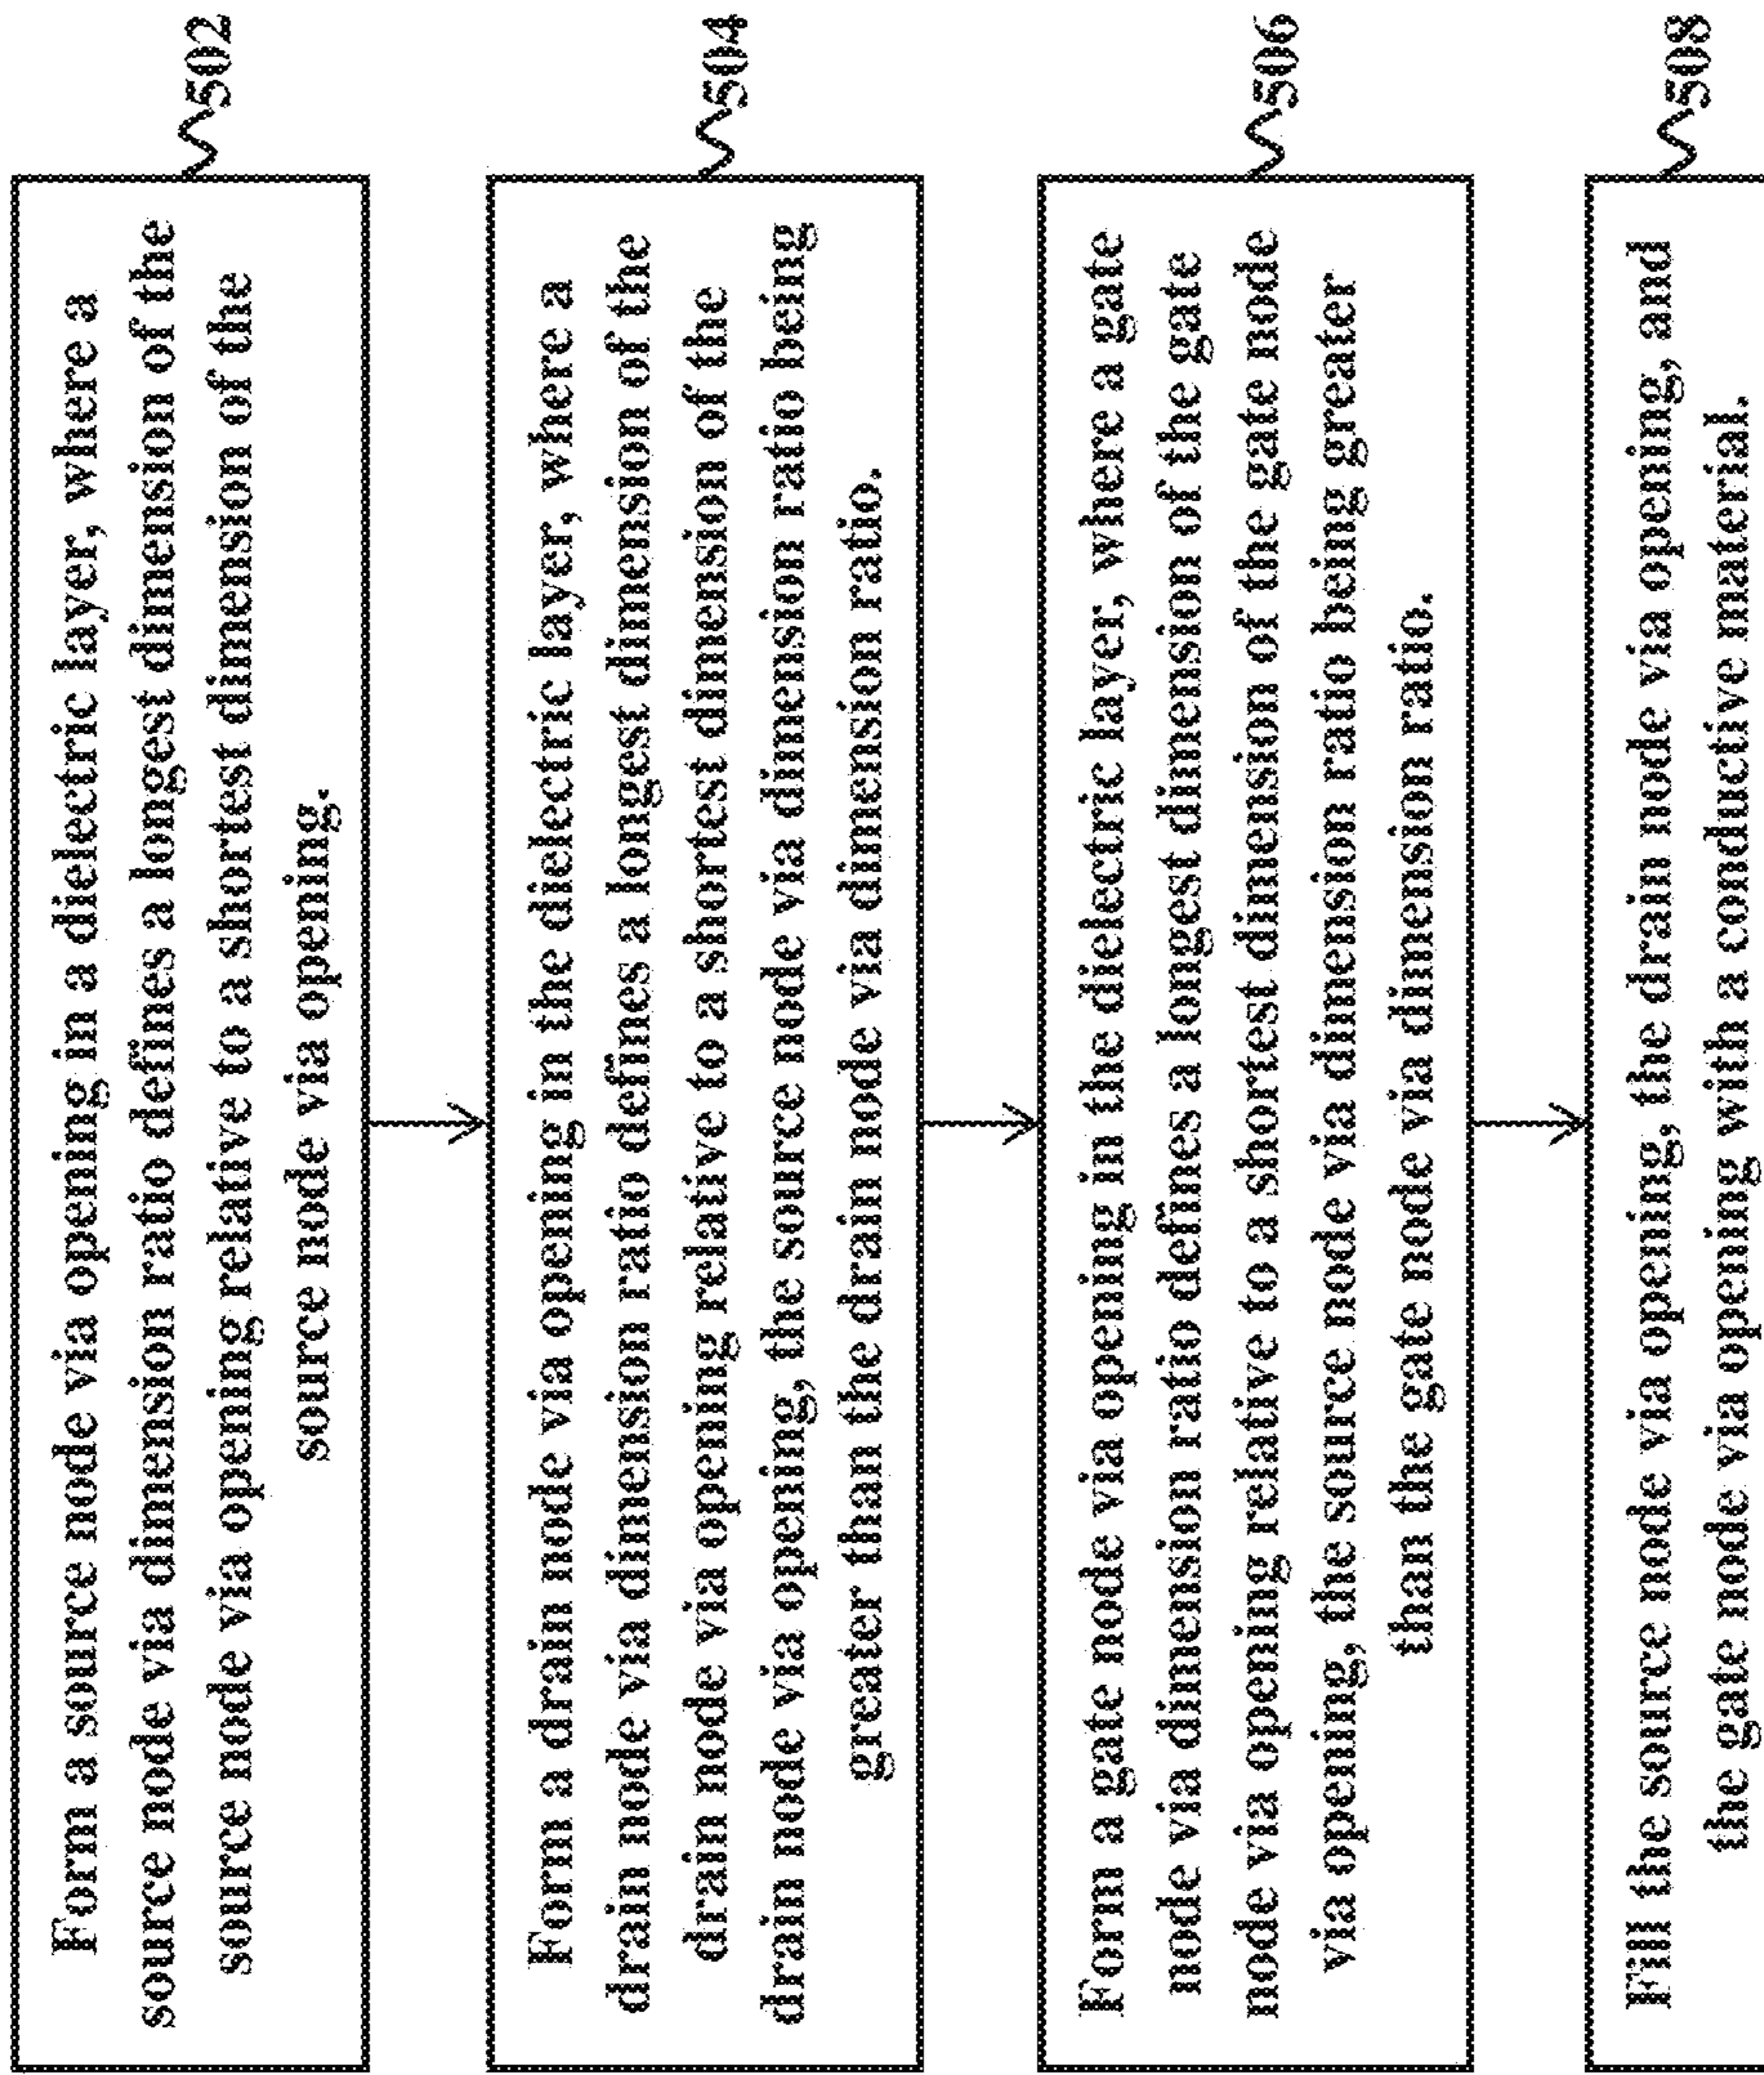 Form a source node via opening in a dielectric layer, where a
source node via dimension ratio defines a longest dimension of the
source node via opening relative to a shortest dimension of the
source node via opening.
502
Form a drain node via opening in the dielectric layer, where a
drain node via dimension ratio defines a longest dimension of the
drain node via opening relative to a shortest dimension of the
drain node via opening, the source node via dimension ratio being
greater than the drain node via dimension ratio.
504
Form a gate node via opening in the dielectric layer, where a gate
node via dimension ratio defines a longest dimension of the gate
node via opening relative to a shortest dimension of the gate node
via opening, the source node via dimension ratio being greater
than the gate node via dimension ratio.
506
Fill the source node via opening, the drain node via opening, and
the gate node via opening with a conductive material.
508